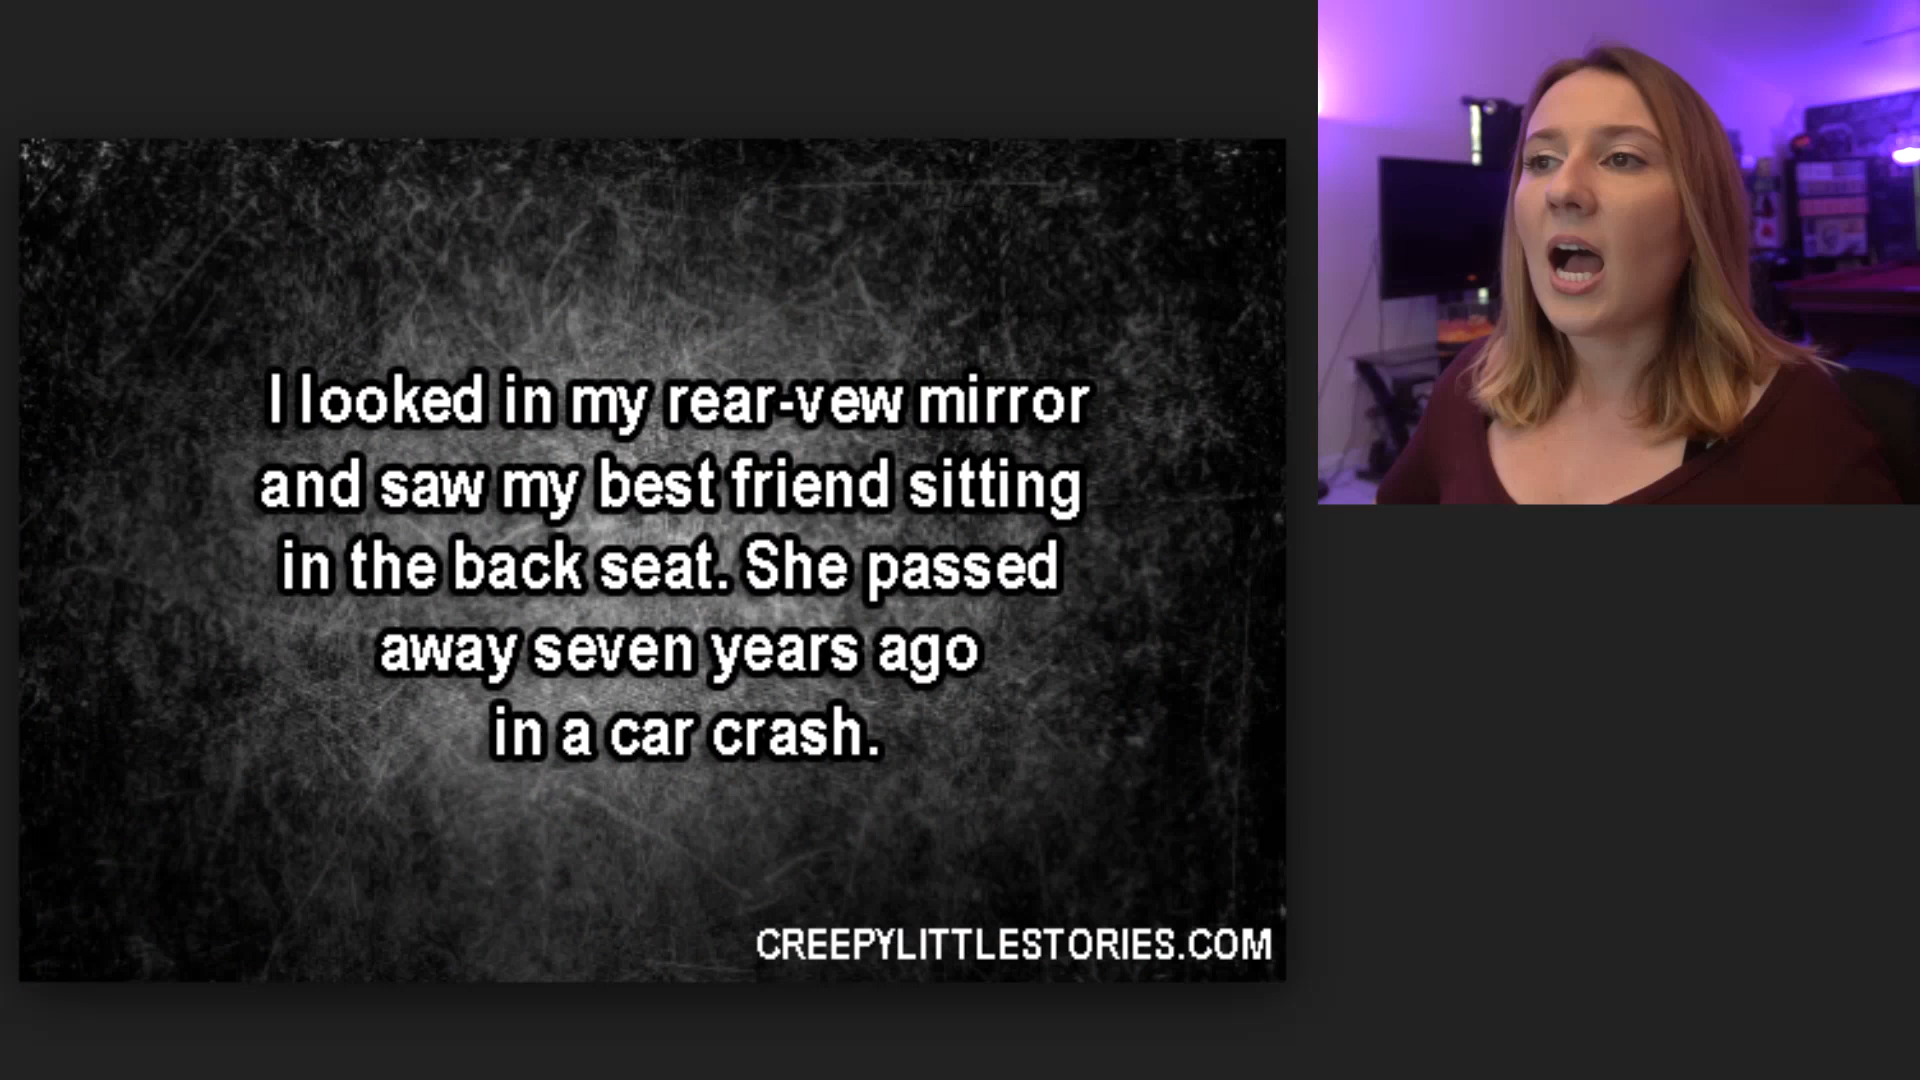 I looked in my rear-vew mirror
and saw my best friend sitting
in the back seat. She passed
away seven years ago
in a car crash.
CREEPYLITTLESTORIES.COM